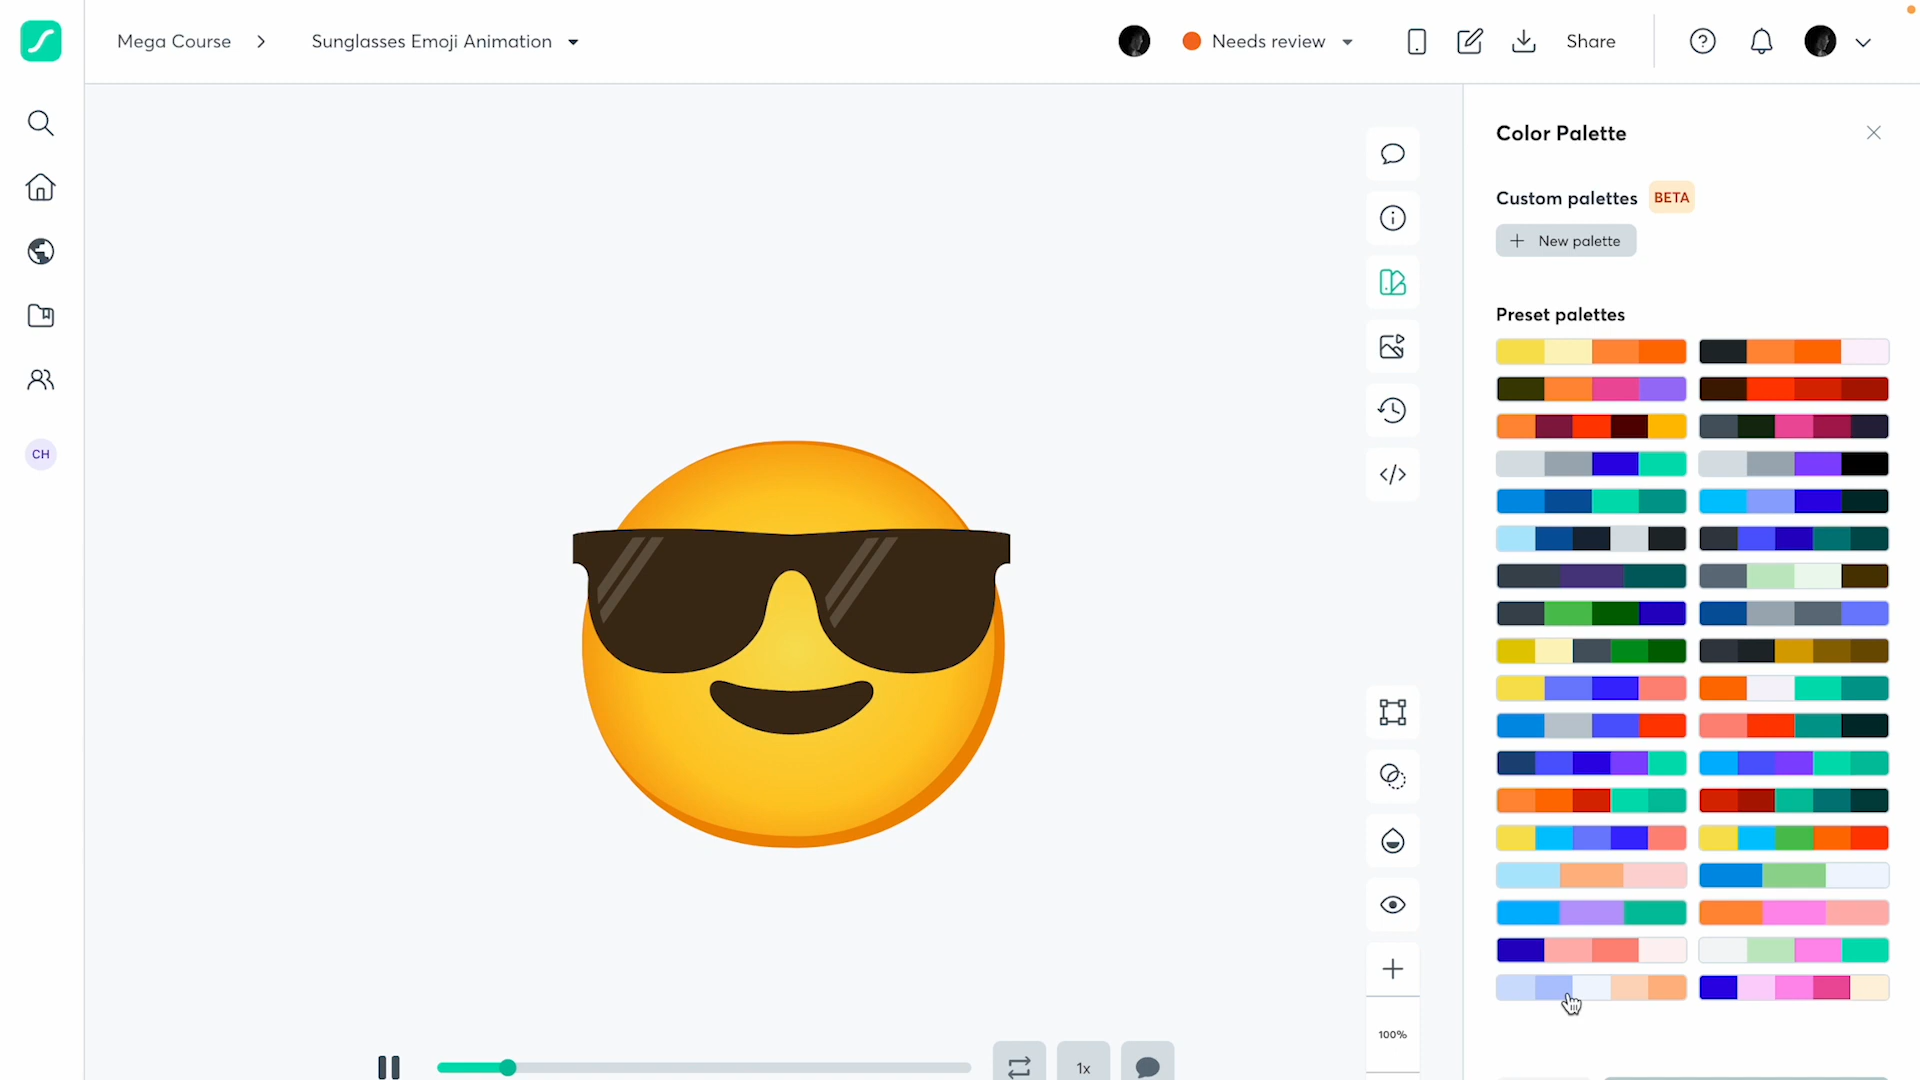 Mega Course
Sunglasses Emoji Animation
Needs review
Share
CH
Color Palette
Custom palettes BETA
New palette
Preset palettes
100%
1x